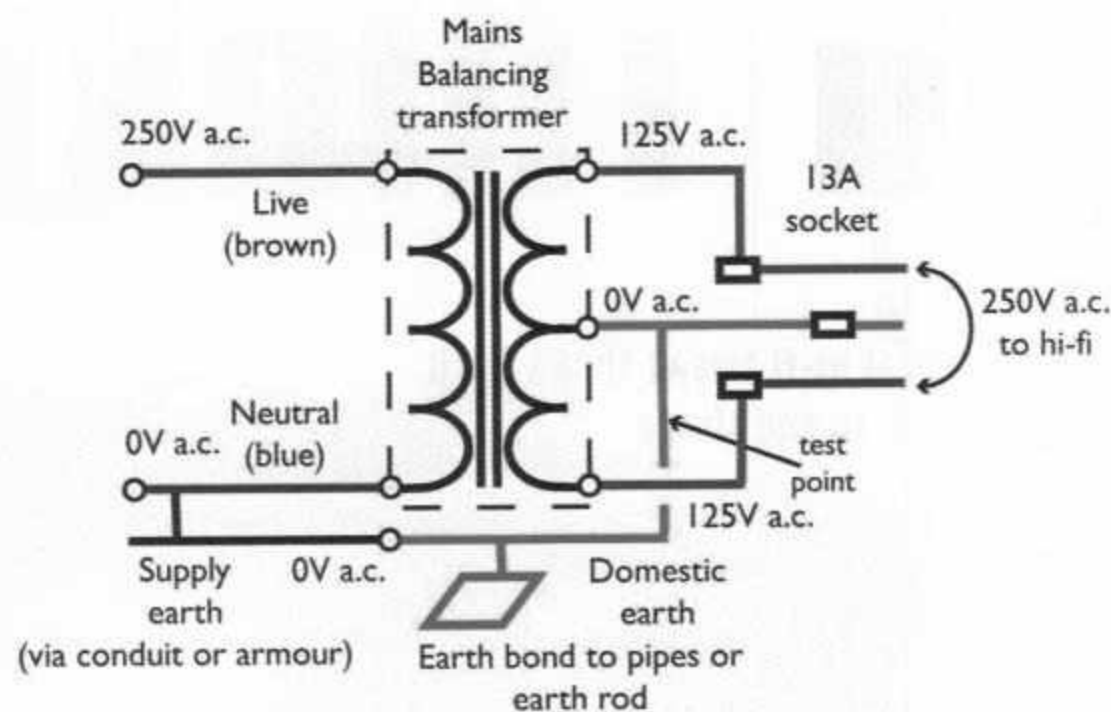 Mains
Balancing
transformer
250V a.c.
125V a.c.
13A
socket
Live
(brown)
0V a.c.
250V a.c.
to hi-fi
Neutral
(blue)
0V a.c.
test
point
125V a.c.
Supply
earth
(via conduit or armour)
0V a.c.
Domestic
earth
Earth bond to pipes or
earth rod